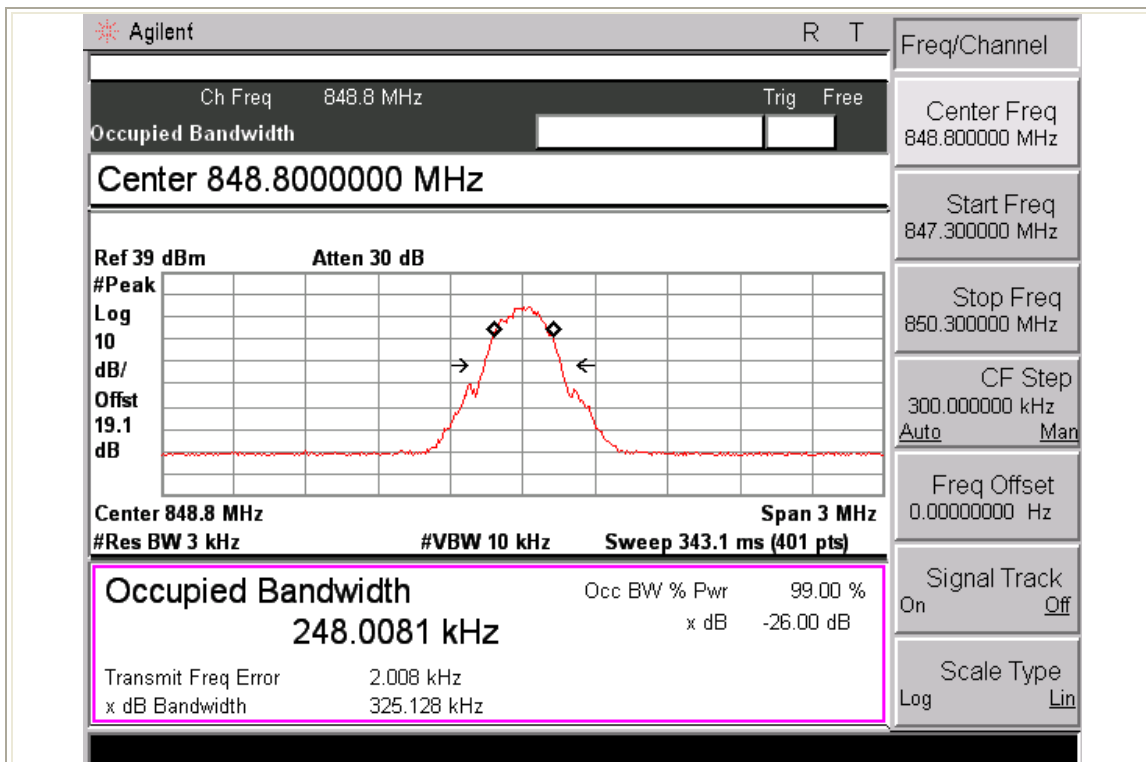 Agilent R T
Ch Freq 848.8 MHz Trig Free
Occupied Bandwidth
Center 848.8000000 MHz
Ref 39 dBm Atten 30 dB
#Peak
Log
10
dB/
Offst
19.1
dB
Center 848.8 MHz Span 3 MHz
#Res BW 3 kHz #VBW 10 kHz Sweep 343.1 ms (401 pts)
Occupied Bandwidth
248.0081 kHz
Occ BW % Pwr 99.00 %
x dB -26.00 dB
Transmit Freq Error 2.008 kHz
x dB Bandwidth 325.128 kHz
Freq/Channel
Center Freq
848.800000 MHz
Start Freq
847.300000 MHz
Stop Freq
850.300000 MHz
CF Step
300.000000 kHz
Auto Man
Freq Offset
0.00000000 Hz
Signal Track
On Off
Scale Type
Log Lin